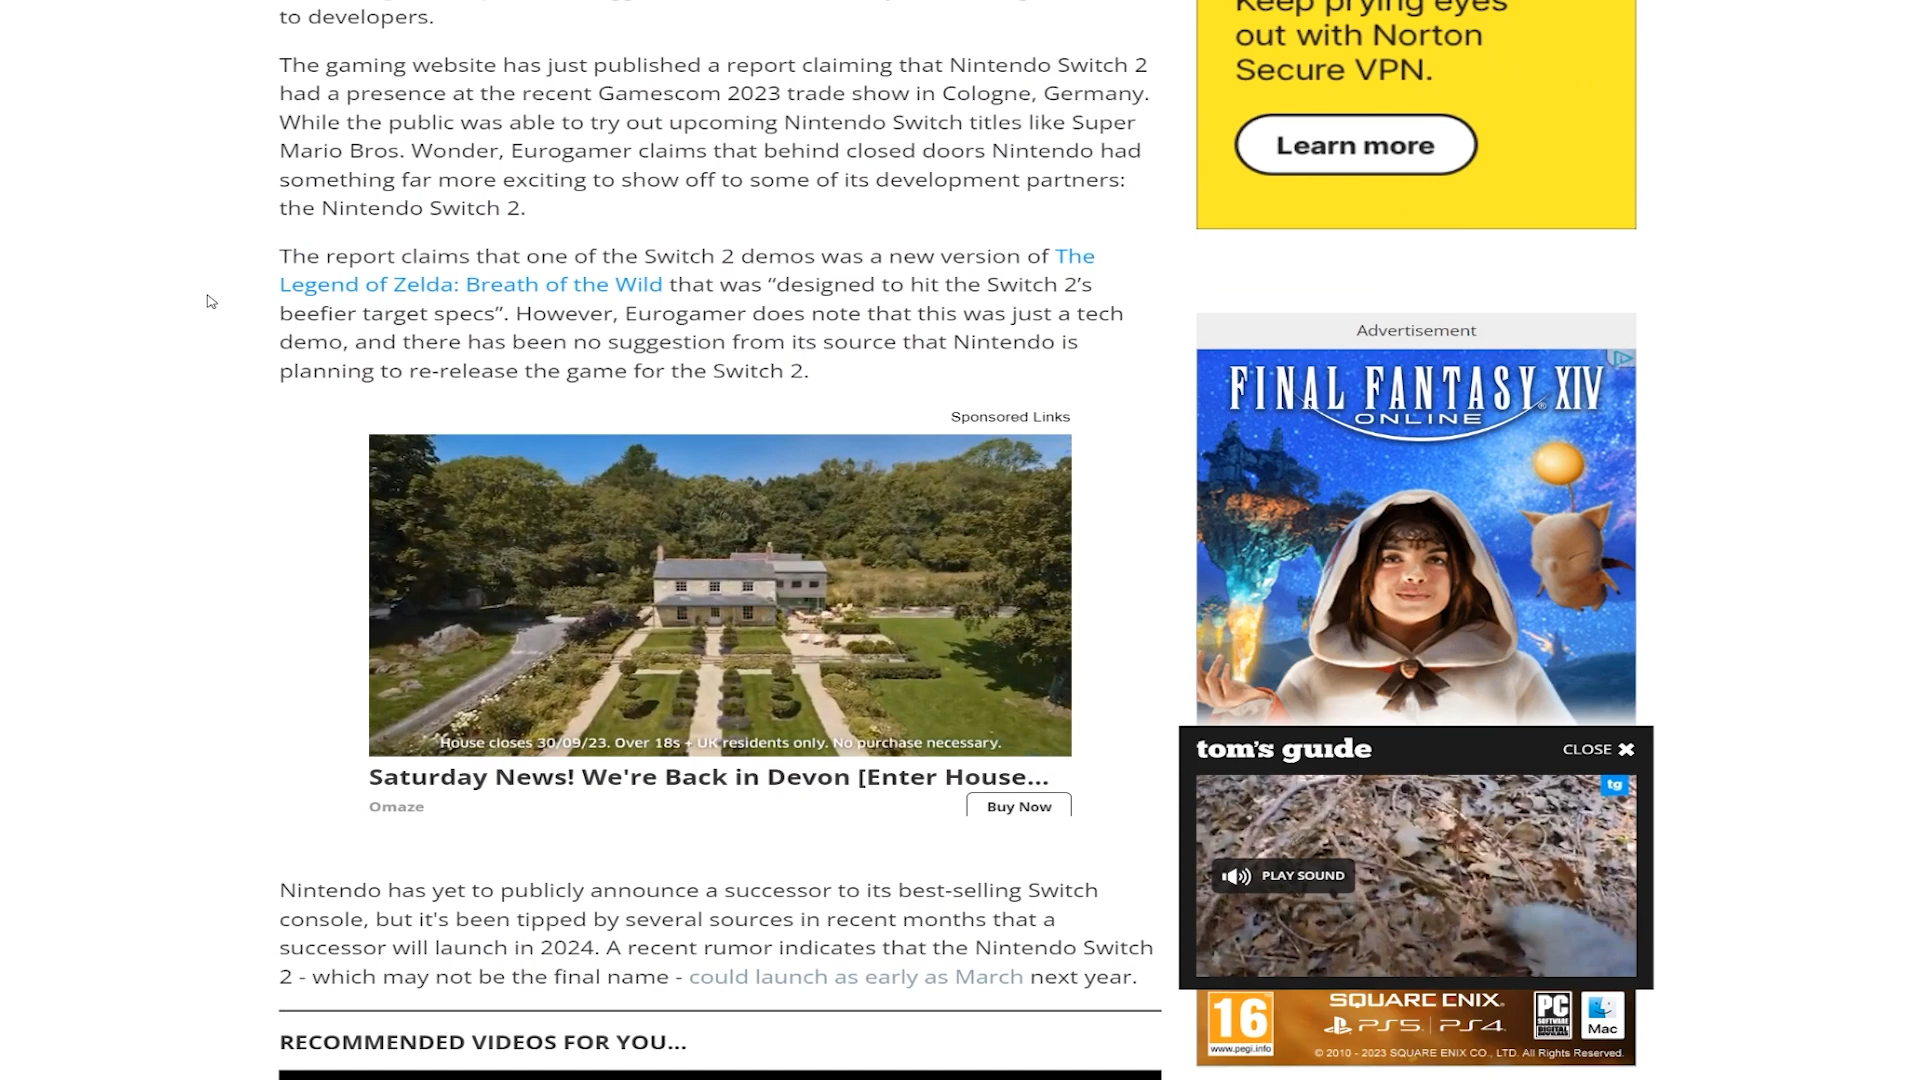 to developers.
The gaming website has just published a report claiming that Nintendo Switch 2
had a presence at the recent Gamescom 2023 trade show in Cologne, Germany.
While the public was able to try out upcoming Nintendo Switch titles like Super
Mario Bros. Wonder, Eurogamer claims that behind closed doors Nintendo had
something far more exciting to show off to some of its development partners:
the Nintendo Switch 2.
The report claims that one of the Switch 2 demos was a new version of The
Legend of Zelda: Breath of the Wild that was “designed to hit the Switch 2’s
beefier target specs”. However, Eurogamer does note that this was just a tech
demo, and there has been no suggestion from its source that Nintendo is
planning to re-release the game for the Switch 2.
Sponsored Links
House closes 30/09/23. Over 18s + UK residents only. No purchase necessary.
Saturday News! We're Back in Devon [Enter House...
Omaze
Buy Now
Nintendo has yet to publicly announce a successor to its best-selling Switch
console, but it's been tipped by several sources in recent months that a
successor will launch in 2024. A recent rumor indicates that the Nintendo Switch
2 - which may not be the final name - could launch as early as March next year.
RECOMMENDED VIDEOS FOR YOU...
Keep prying eyes
out with Norton
Secure VPN.
Learn more
Advertisement
FINAL FANTASY XIV
ONLINE
tom's guide
CLOSE
tg
PLAY SOUND
16
www.pegi.info
SQUARE ENIX
PS5 | PS4
PC
SOFTWARE
DIGITAL
DOWNLOAD
Mac
© 2010 - 2023 SQUARE ENIX CO., LTD. All Rights Reserved.